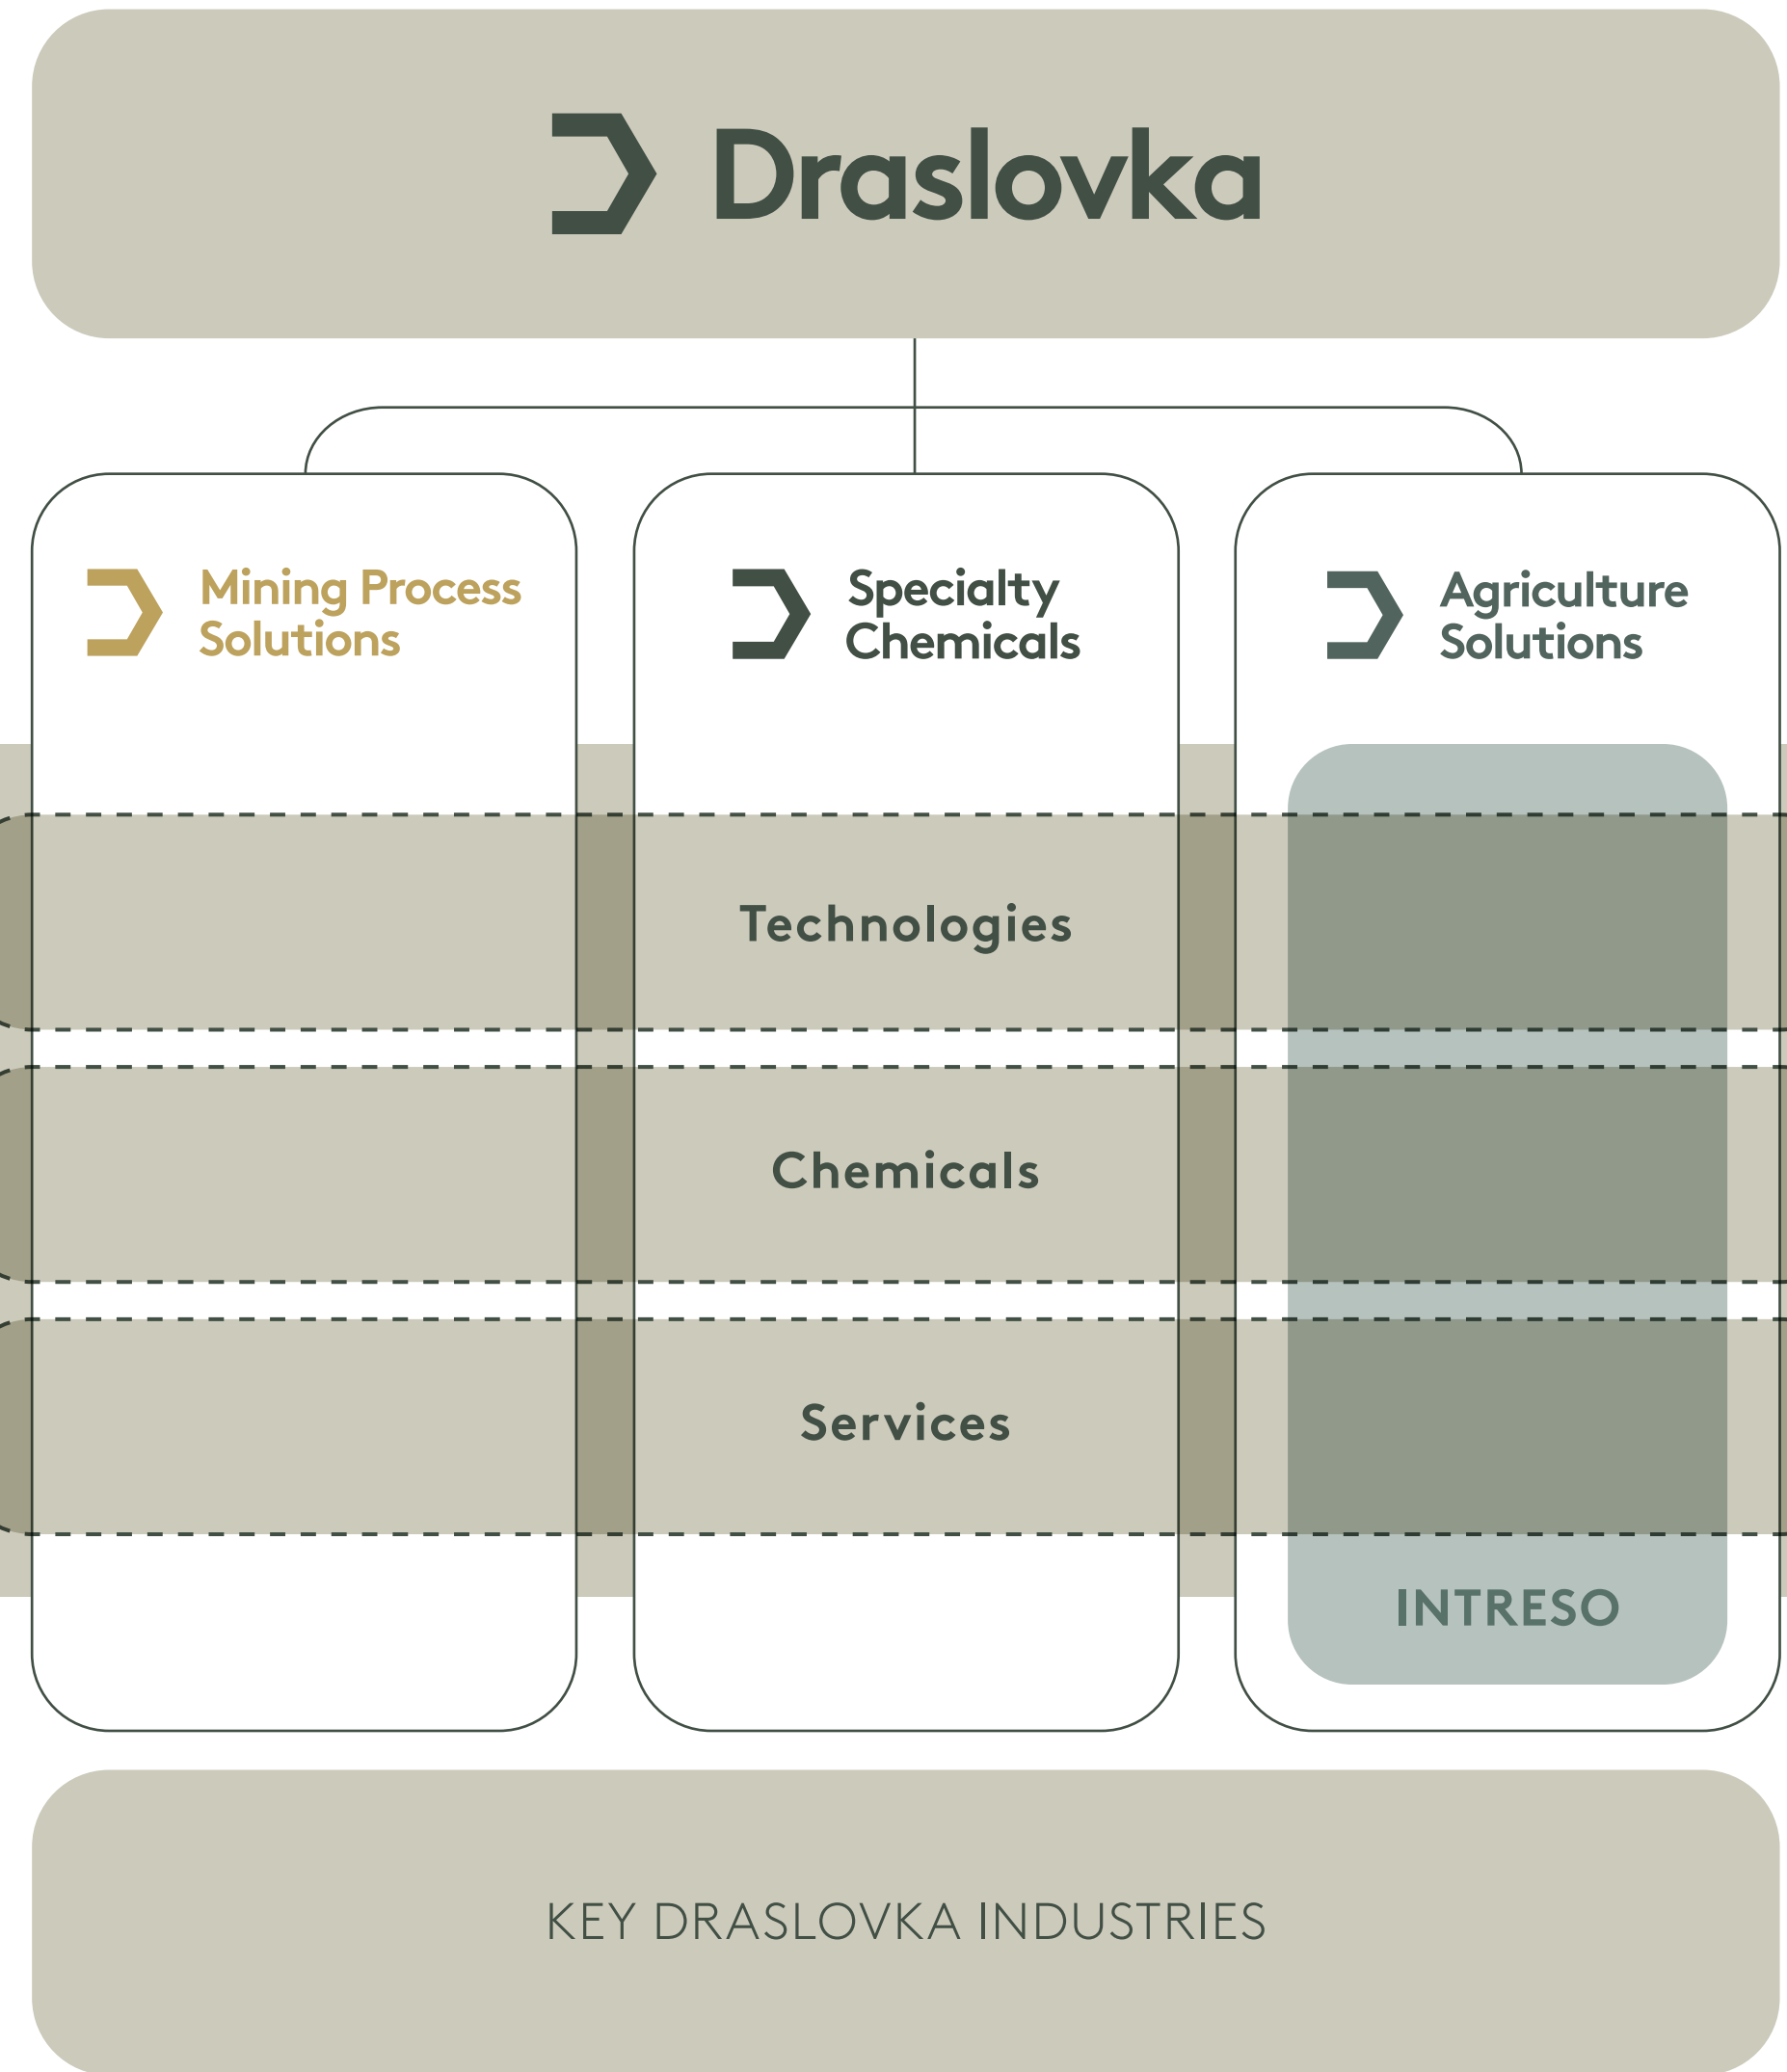 Draslovka
Mining Process
Solutions
Specialty
Chemicals
Agriculture
Solutions
Technologies
Chemicals
Services
INTRESO
KEY DRASLOVKA INDUSTRIES